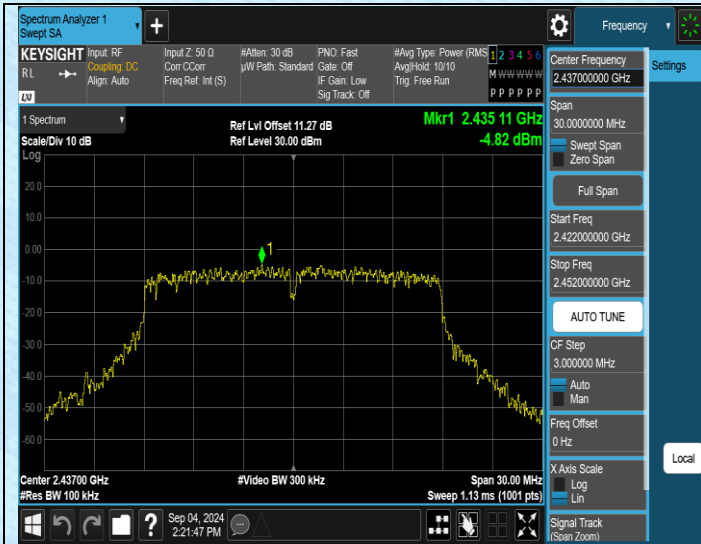 Spectrum Analyzer 1
Swept SA
Frequency
KEYSIGHT
RL
LXI
Input: RF
Coupling: DC
Align: Auto
Input Z: 50 Ω
Corr CCorr
Freq Ref: Int (S)
#Atten: 30 dB
µW Path: Standard
PNO: Fast
Gate: Off
IF Gain: Low
Sig Track: Off
#Avg Type: Power (RMS
Avg|Hold: 10/10
Trig: Free Run
1 2 3 4 5 6
M W W W W W
P P P P P P
1 Spectrum
Scale/Div 10 dB
Log
Ref Lvl Offset 11.27 dB
Ref Level 30.00 dBm
Mkr1 2.435 11 GHz
-4.82 dBm
20.0
10.0
0.00
-10.0
-20.0
-30.0
-40.0
-50.0
-60.0
1
Center 2.43700 GHz
#Res BW 100 kHz
#Video BW 300 kHz
Span 30.00 MHz
Sweep 1.13 ms (1001 pts)
?
Sep 04, 2024
2:21:47 PM
Center Frequency
2.437000000 GHz
Span
30.0000000 MHz
Swept Span
Zero Span
Full Span
Start Freq
2.422000000 GHz
Stop Freq
2.452000000 GHz
AUTO TUNE
CF Step
3.000000 MHz
Auto
Man
Freq Offset
0 Hz
X Axis Scale
Log
Lin
Signal Track
(Span Zoom)
Settings
Local